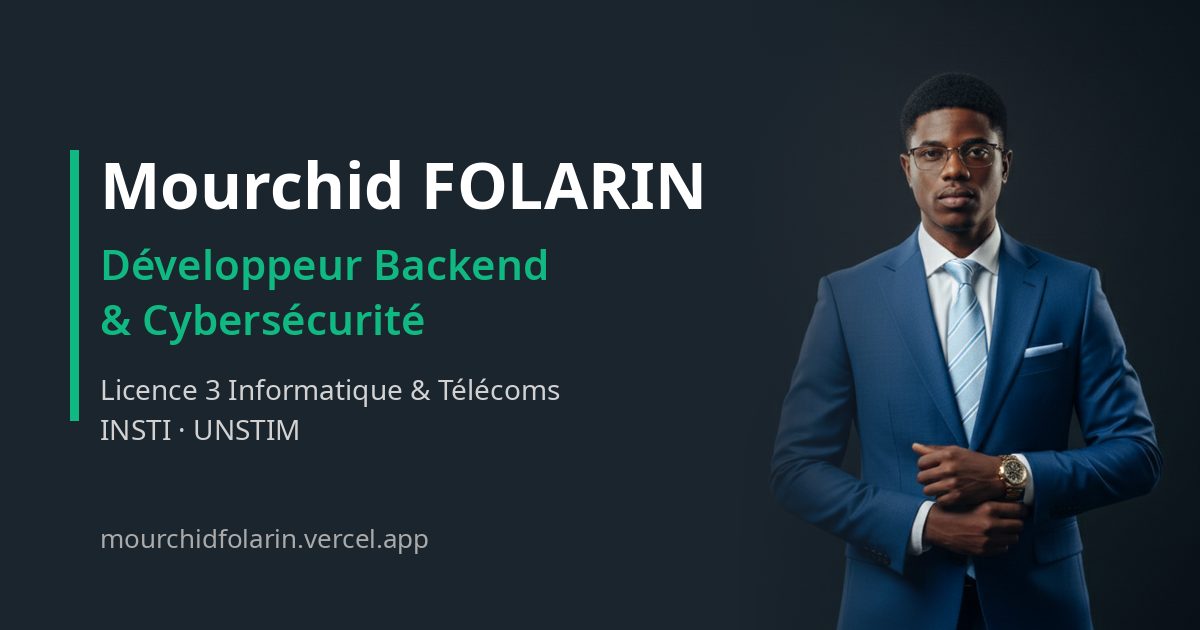 Mourchid FOLARIN
Développeur Backend
& Cybersécurité
Licence 3 Informatique & Télécoms
INSTI · UNSTIM
mourchidfolarin.vercel.app